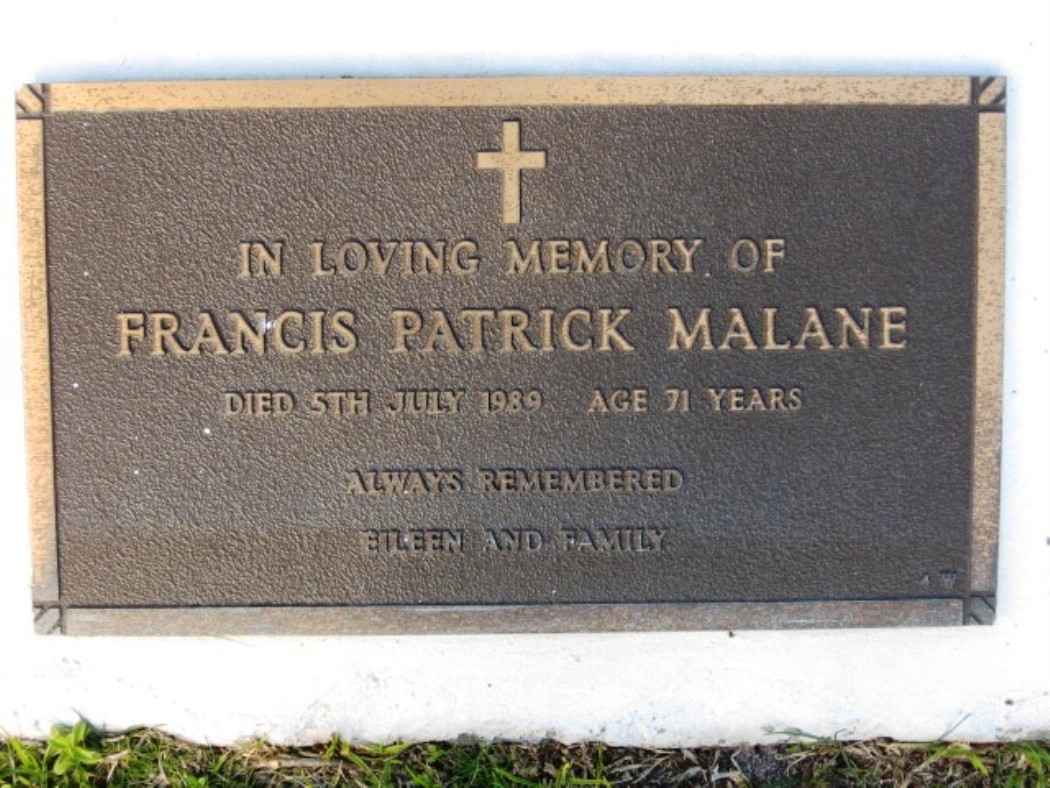 IN LOVING MEMORY OF
FRANCIS PATRICK MALANE
DIED 5TH JULY 1989 AGE 71 YEARS
ALWAYS REMEMBERED
EILEEN AND FAMILY